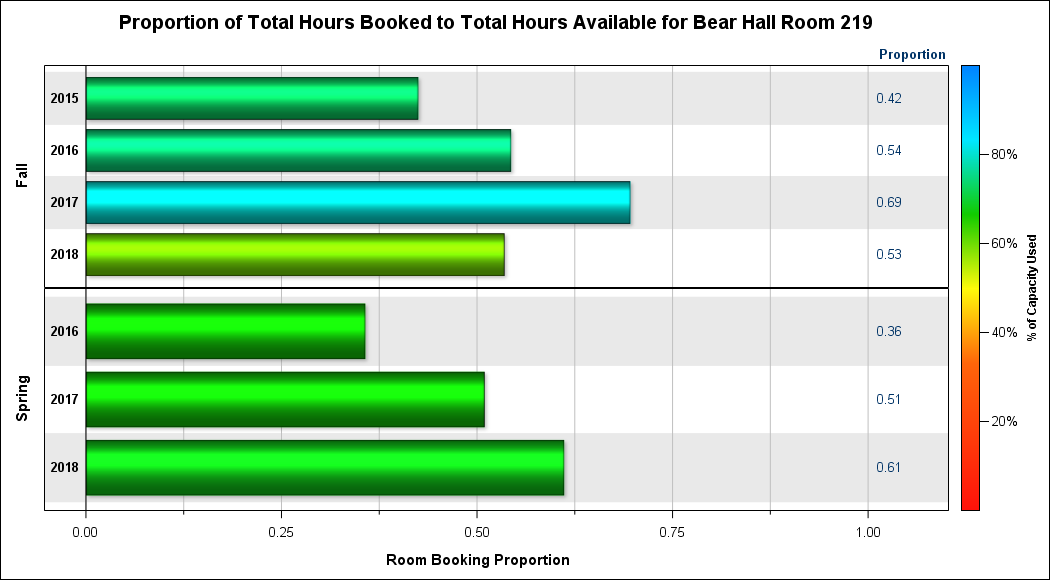 Proportion of Total Hours Booked to Total Hours Available for Bear Hall Room 219
Proportion
Fall
2015 0.42
2016 0.54
2017 0.69
2018 0.53
Spring
2016 0.36
2017 0.51
2018 0.61
0.00 0.25 0.50 0.75 1.00
Room Booking Proportion
80%
60%
40%
20%
% of Capacity Used